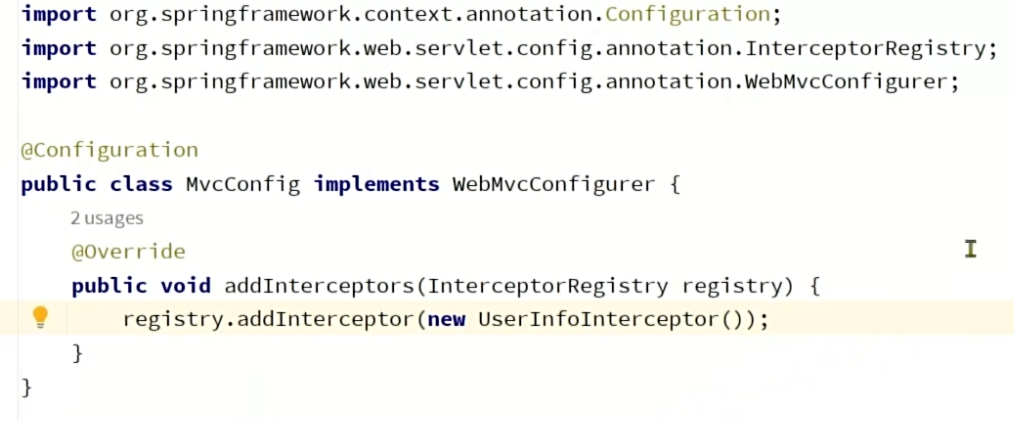 import org.springframework.context.annotation.Configuration;
import org.springframework.web.servlet.config.annotation.InterceptorRegistry;
import org.springframework.web.servlet.config.annotation.WebMvcConfigurer;
@Configuration
public class MvcConfig implements WebMvcConfigurer {
2 usages
@Override
public void addInterceptors(InterceptorRegistry registry) {
registry.addInterceptor(new UserInfoInterceptor());
}
}